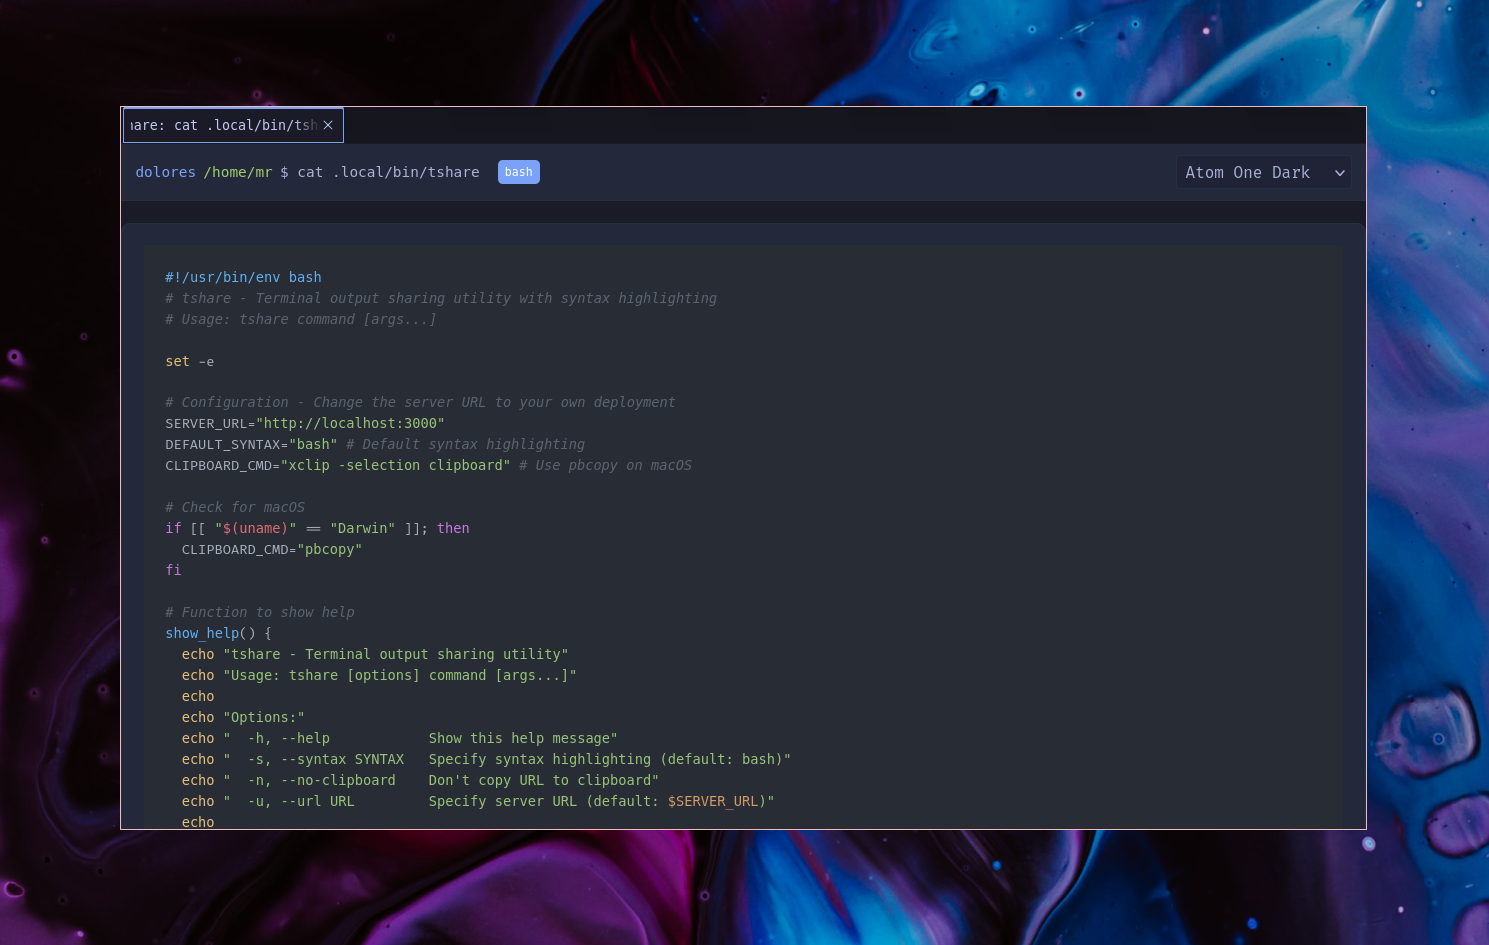 are: cat .local/bin/tsh
dolores /home/mr $ cat .local/bin/tshare bash Atom One Dark
#!/usr/bin/env bash
# tshare - Terminal output sharing utility with syntax highlighting
# Usage: tshare command [args...]
set -e
# Configuration - Change the server URL to your own deployment
SERVER_URL="http://localhost:3000"
DEFAULT_SYNTAX="bash" # Default syntax highlighting
CLIPBOARD_CMD="xclip -selection clipboard" # Use pbcopy on macOS
# Check for macOS
if [[ "$(uname)" == "Darwin" ]]; then
  CLIPBOARD_CMD="pbcopy"
fi
# Function to show help
show_help() {
  echo "tshare - Terminal output sharing utility"
  echo "Usage: tshare [options] command [args...]"
  echo
  echo "Options:"
  echo "  -h, --help            Show this help message"
  echo "  -s, --syntax SYNTAX   Specify syntax highlighting (default: bash)"
  echo "  -n, --no-clipboard    Don't copy URL to clipboard"
  echo "  -u, --url URL         Specify server URL (default: $SERVER_URL)"
  echo